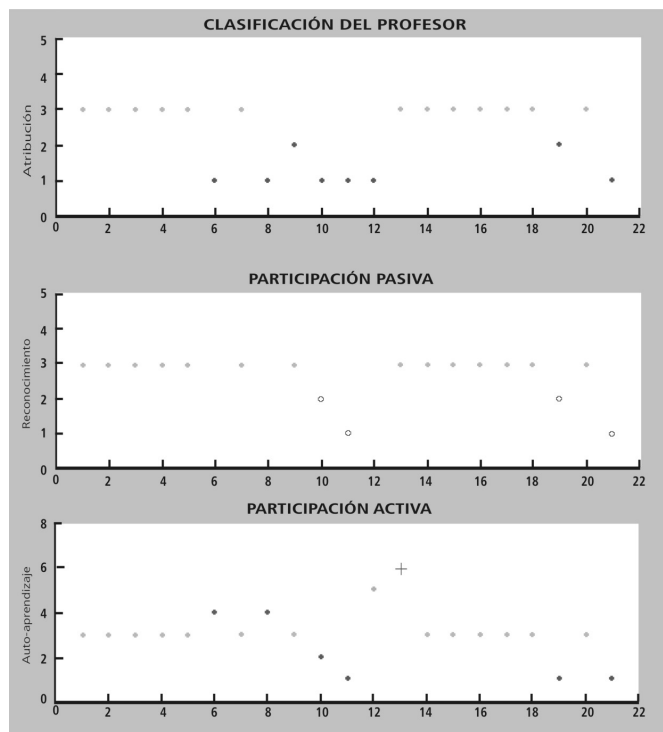 CLASIFICACIÓN DEL PROFESOR
Atribución
5
4
3
2
1
0
0 2 4 6 8 10 12 14 16 18 20 22
PARTICIPACIÓN PASIVA
Reconocimiento
5
4
3
2
1
0
0 2 4 6 8 10 12 14 16 18 20 22
PARTICIPACIÓN ACTIVA
Auto-aprendizaje
8
6
4
2
0
0 2 4 6 8 10 12 14 16 18 20 22